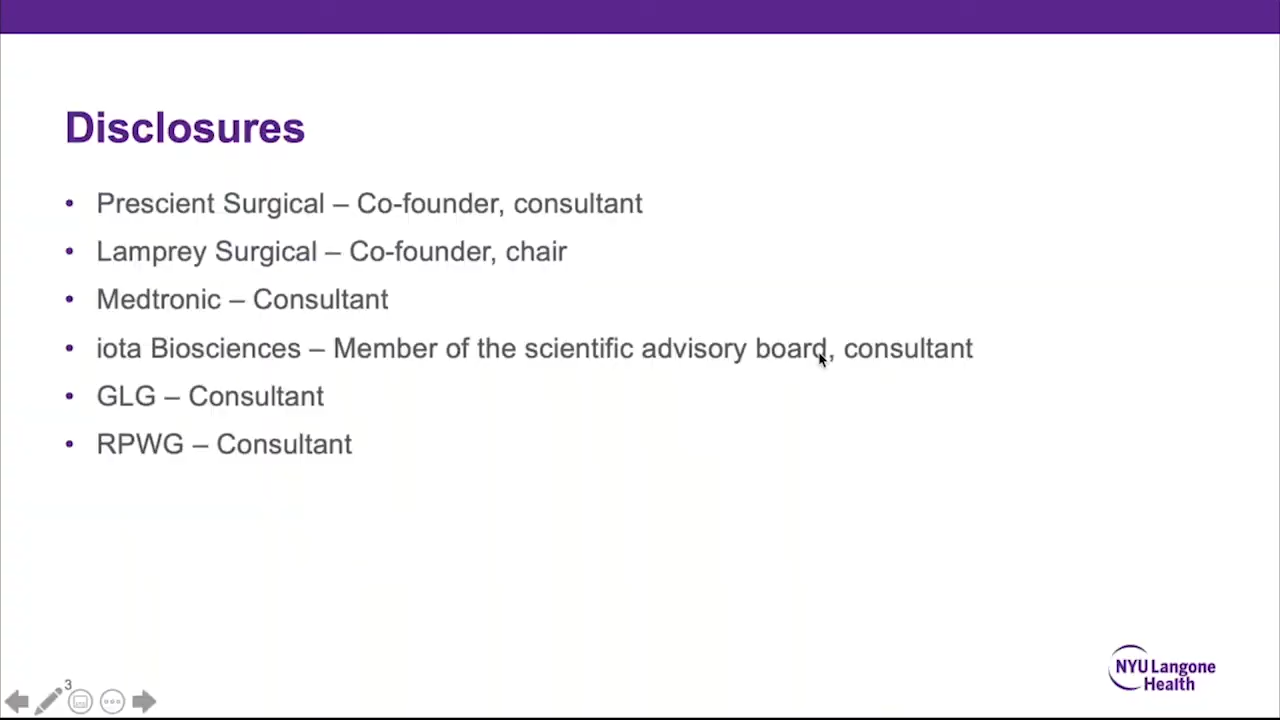 Disclosures
• Prescient Surgical – Co-founder, consultant
• Lamprey Surgical – Co-founder, chair
• Medtronic – Consultant
• iota Biosciences – Member of the scientific advisory board, consultant
• GLG – Consultant
• RPWG – Consultant
NYU Langone
Health
3